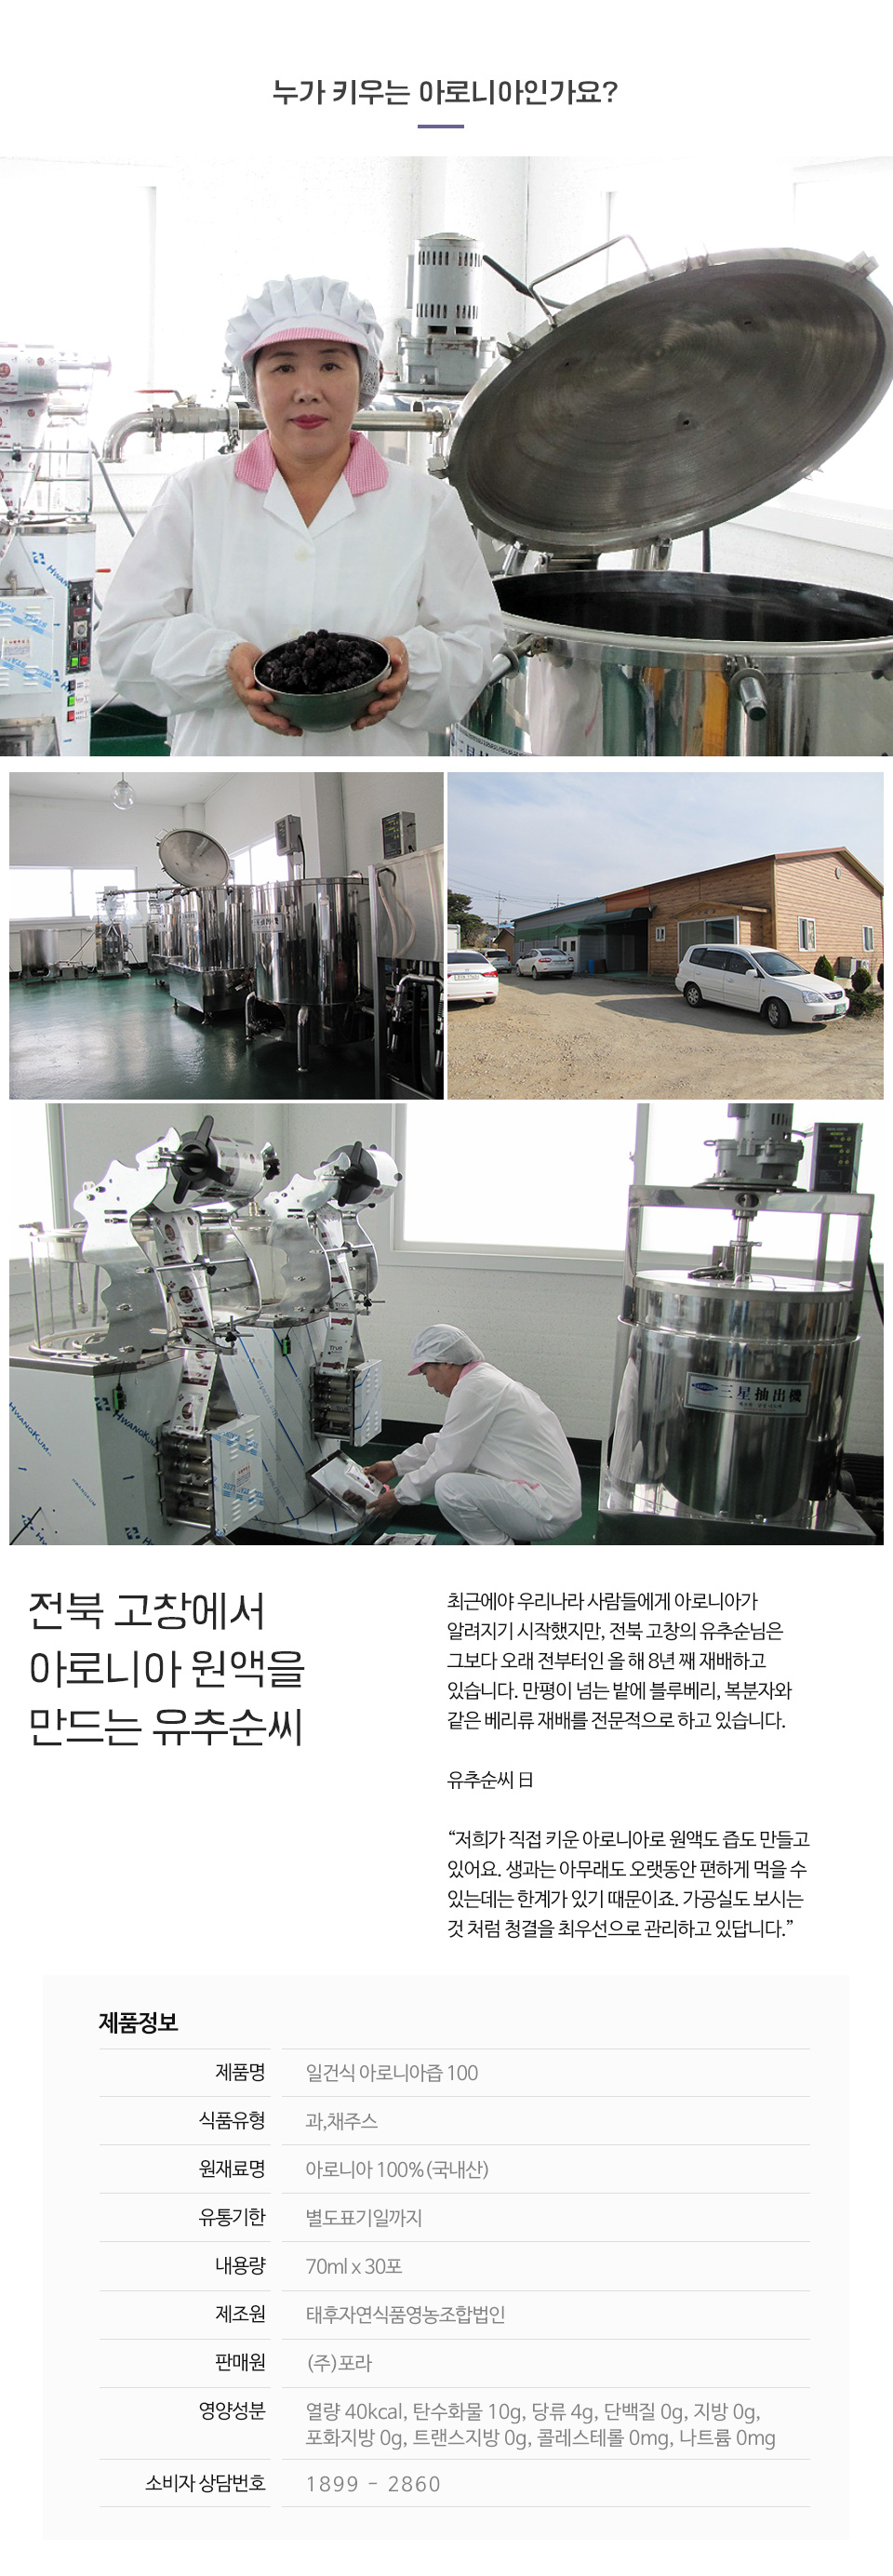 누가 키우는 아로니아인가요?
HWANGKUM
HWANGKUM
三星抽出機
전북 고창에서
아로니아 원액을
만드는 유추순씨
최근에야 우리나라 사람들에게 아로니아가
알려지기 시작했지만, 전북 고창의 유추순님은
그보다 오래 전부터인 올 해 8년 째 재배하고
있습니다. 만평이 넘는 밭에 블루베리, 복분자와
같은 베리류 재배를 전문적으로 하고 있습니다.
유추순씨 日
“저희가 직접 키운 아로니아로 원액도 즙도 만들고
있어요. 생과는 아무래도 오랫동안 편하게 먹을 수
있는데는 한계가 있기 때문이죠. 가공실도 보시는
것 처럼 청결을 최우선으로 관리하고 있답니다.”
제품정보
제품명 일건식 아로니아즙 100
식품유형 과,채주스
원재료명 아로니아 100% (국내산)
유통기한 별도표기일까지
내용량 70ml x 30포
제조원 태후자연식품영농조합법인
판매원 (주)포라
영양성분 열량 40kcal, 탄수화물 10g, 당류 4g, 단백질 0g, 지방 0g,
포화지방 0g, 트랜스지방 0g, 콜레스테롤 0mg, 나트륨 0mg
소비자 상담번호 1899 - 2860